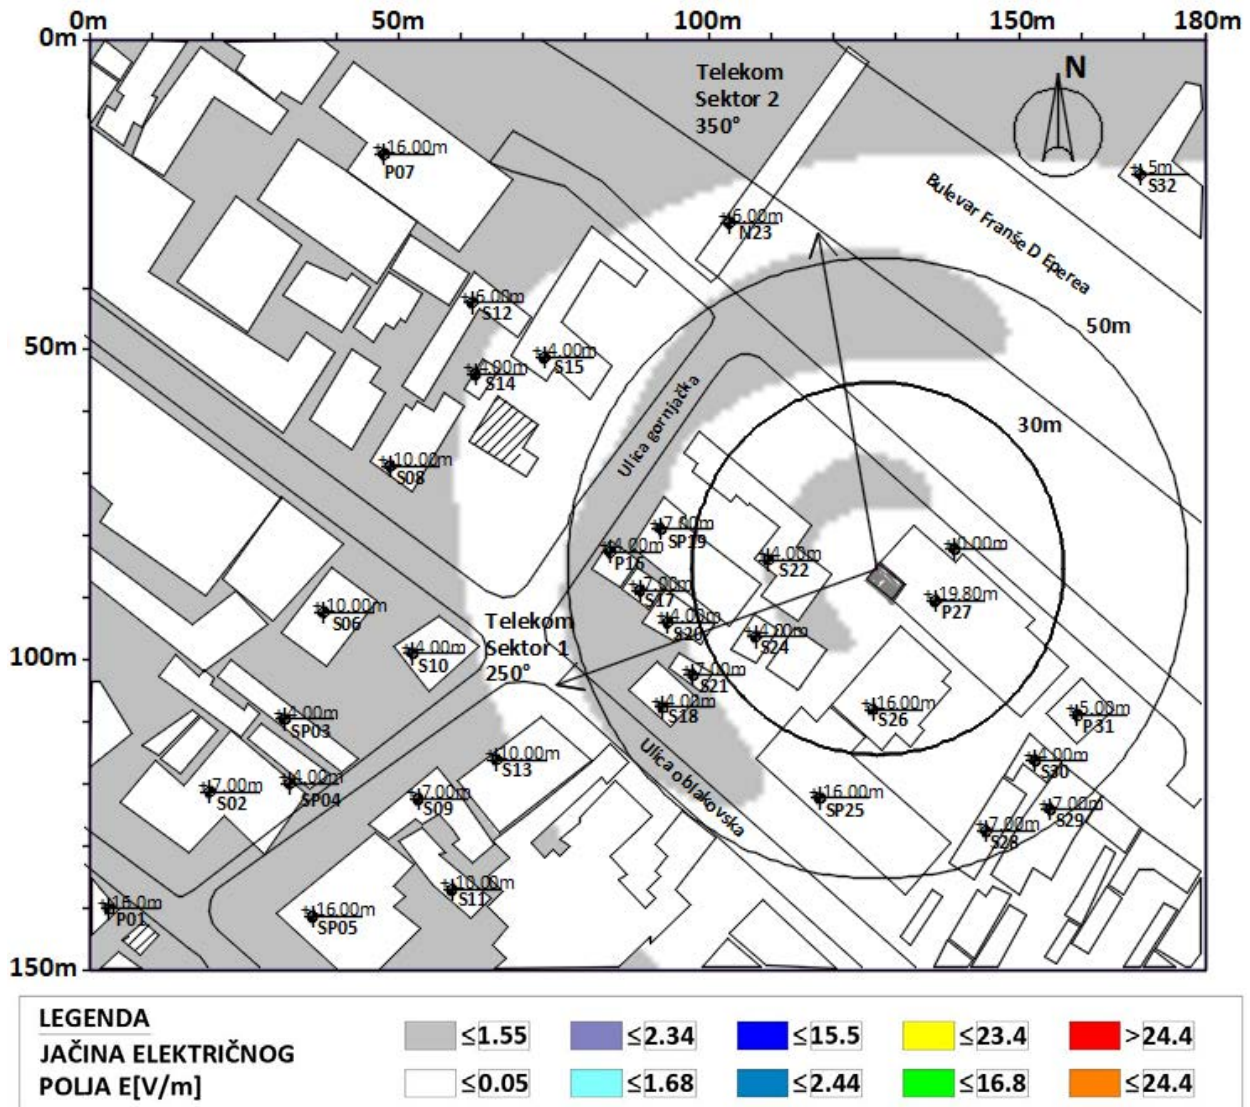 0m 50m 100m 150m 180m
0m
50m
100m
150m
Telekom
Sektor 2
350°
N
Bulevar Franše D Eperea
50m
30m
Ulica gornjačka
Ulica obĺakovska
Telekom
Sektor 1
250°
16.00m
P07
5m
S32
6.00m
N23
6.00m
S12
4.00m
S15
4.00m
S14
10.00m
S08
7.00m
SP19
4.00m
P16
4.00m
S22
0.00m
7.00m
S17
19.80m
P27
10.00m
S06
4.00m
S20
4.00m
S24
4.00m
S10
7.00m
S21
4.00m
S18
16.00m
S26
5.00m
P31
4.00m
SP03
10.00m
S13
4.00m
S30
4.00m
SP04
7.00m
S02
7.00m
S09
16.00m
SP25
7.00m
S29
7.00m
S28
10.00m
S11
16.0m
P01
16.00m
SP05
LEGENDA
JAČINA ELEKTRIČNOG
POLJA E[V/m]
≤1.55 ≤2.34 ≤15.5 ≤23.4 >24.4
≤0.05 ≤1.68 ≤2.44 ≤16.8 ≤24.4